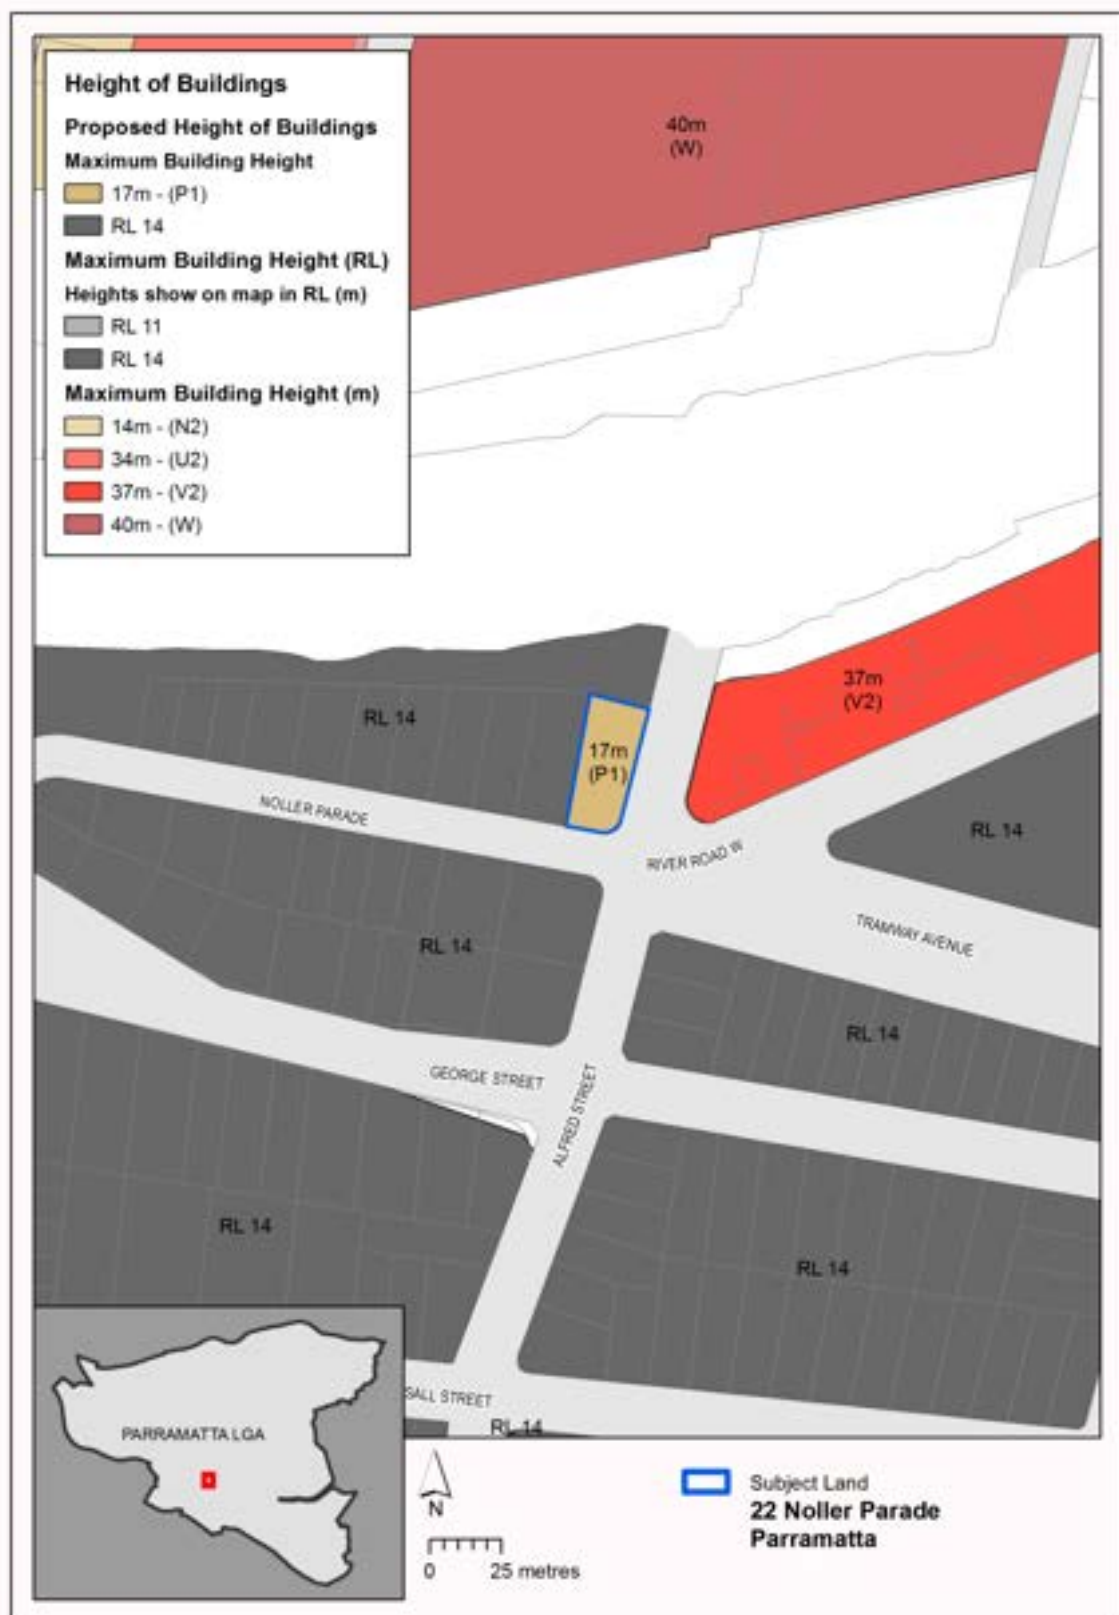 Height of Buildings
Proposed Height of Buildings
Maximum Building Height
17m - (P1)
RL 14
Maximum Building Height (RL)
Heights show on map in RL (m)
RL 11
RL 14
Maximum Building Height (m)
14m - (N2)
34m - (U2)
37m - (V2)
40m - (W)
40m
(W)
37m
(V2)
RL 14
17m
(P1)
NOLLER PARADE
RIVER ROAD W
RL 14
TRAMWAY AVENUE
RL 14
RL 14
GEORGE STREET
ALFRED STREET
RL 14
RL 14
SALL STREET
RL 14
PARRAMATTA LGA
N
0 25 metres
Subject Land
22 Noller Parade
Parramatta